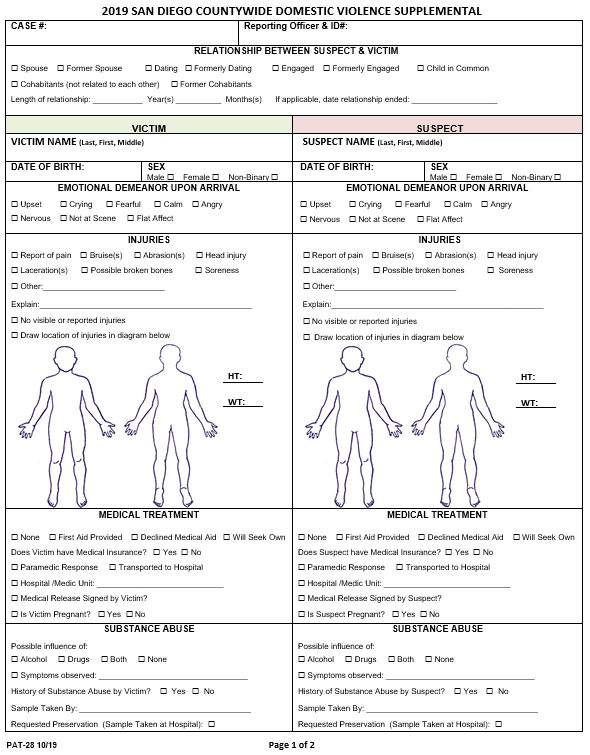 2019 SAN DIEGO COUNTYWIDE DOMESTIC VIOLENCE SUPPLEMENTAL
CASE #: Reporting Officer & ID#:
RELATIONSHIP BETWEEN SUSPECT & VICTIM
☐ Spouse ☐ Former Spouse ☐ Dating ☐ Formerly Dating ☐ Engaged ☐ Formerly Engaged ☐ Child in Common
☐ Cohabitants (not related to each other) ☐ Former Cohabitants
Length of relationship: ___________ Year(s) __________ Months(s) If applicable, date relationship ended: ___________________
VICTIM SUSPECT
VICTIM NAME (Last, First, Middle) SUSPECT NAME (Last, First, Middle)
DATE OF BIRTH: SEX DATE OF BIRTH: SEX
Male ☐ Female ☐ Non-Binary ☐ Male ☐ Female ☐ Non-Binary ☐
EMOTIONAL DEMEANOR UPON ARRIVAL EMOTIONAL DEMEANOR UPON ARRIVAL
☐ Upset ☐ Crying ☐ Fearful ☐ Calm ☐ Angry ☐ Upset ☐ Crying ☐ Fearful ☐ Calm ☐ Angry
☐ Nervous ☐ Not at Scene ☐ Flat Affect ☐ Nervous ☐ Not at Scene ☐ Flat Affect
INJURIES INJURIES
☐ Report of pain ☐ Bruise(s) ☐ Abrasion(s) ☐ Head injury ☐ Report of pain ☐ Bruise(s) ☐ Abrasion(s) ☐ Head injury
☐ Laceration(s) ☐ Possible broken bones ☐ Soreness ☐ Laceration(s) ☐ Possible broken bones ☐ Soreness
☐ Other:___________________________ ☐ Other:___________________________
Explain:_______________________________________________ Explain:_______________________________________________
☐ No visible or reported injuries ☐ No visible or reported injuries
☐ Draw location of injuries in diagram below ☐ Draw location of injuries in diagram below
HT: HT:
WT: WT:
MEDICAL TREATMENT MEDICAL TREATMENT
☐ None ☐ First Aid Provided ☐ Declined Medical Aid ☐ Will Seek Own ☐ None ☐ First Aid Provided ☐ Declined Medical Aid ☐ Will Seek Own
Does Victim have Medical Insurance? ☐ Yes ☐ No Does Suspect have Medical Insurance? ☐ Yes ☐ No
☐ Paramedic Response ☐ Transported to Hospital ☐ Paramedic Response ☐ Transported to Hospital
☐ Hospital /Medic Unit: ____________________________ ☐ Hospital /Medic Unit: ____________________________
☐ Medical Release Signed by Victim? ☐ Medical Release Signed by Suspect?
☐ Is Victim Pregnant? ☐ Yes ☐ No ☐ Is Suspect Pregnant? ☐ Yes ☐ No
SUBSTANCE ABUSE SUBSTANCE ABUSE
Possible influence of: Possible influence of:
☐ Alcohol ☐ Drugs ☐ Both ☐ None ☐ Alcohol ☐ Drugs ☐ Both ☐ None
☐ Symptoms observed: _________________________________ ☐ Symptoms observed: _________________________________
History of Substance Abuse by Victim? ☐ Yes ☐ No History of Substance Abuse by Suspect? ☐ Yes ☐ No
Sample Taken By: _____________________________________ Sample Taken By: _____________________________________
Requested Preservation (Sample Taken at Hospital): ☐ Requested Preservation (Sample Taken at Hospital): ☐
PAT-28 10/19 Page 1 of 2